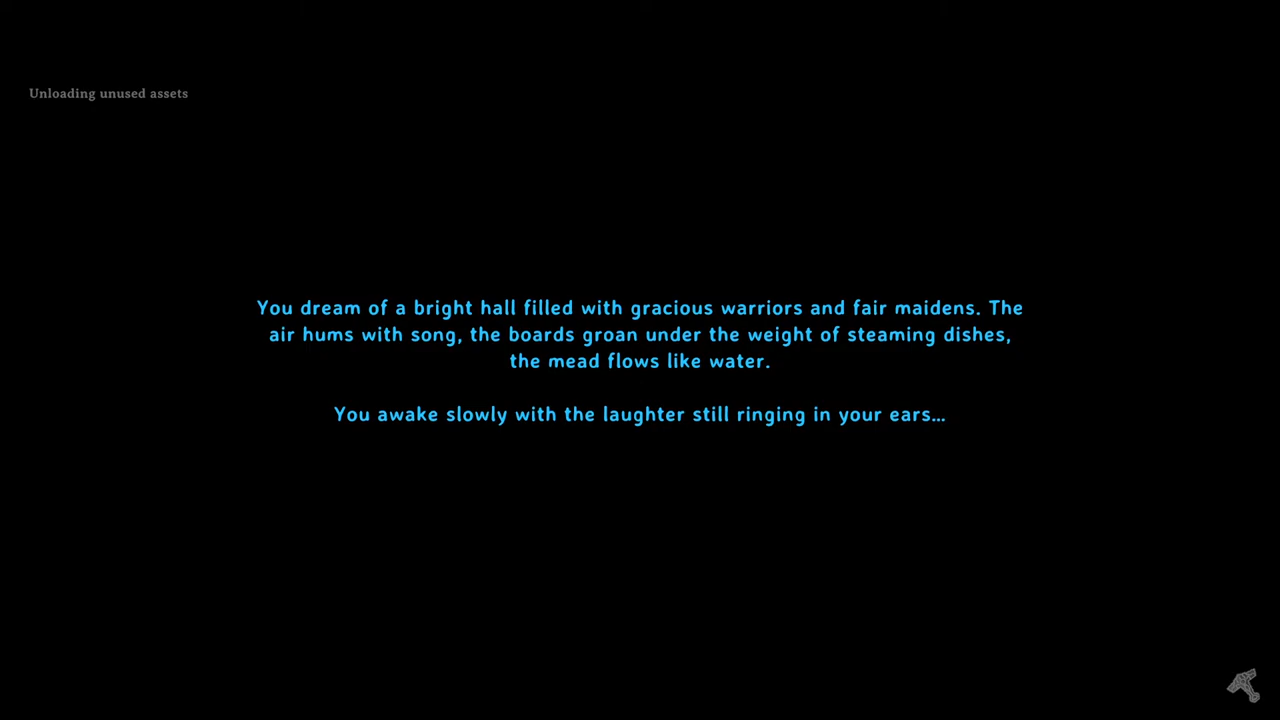 Unloading unused assets
You dream of a bright hall filled with gracious warriors and fair maidens. The
air hums with song, the boards groan under the weight of steaming dishes,
the mead flows like water.
You awake slowly with the laughter still ringing in your ears...